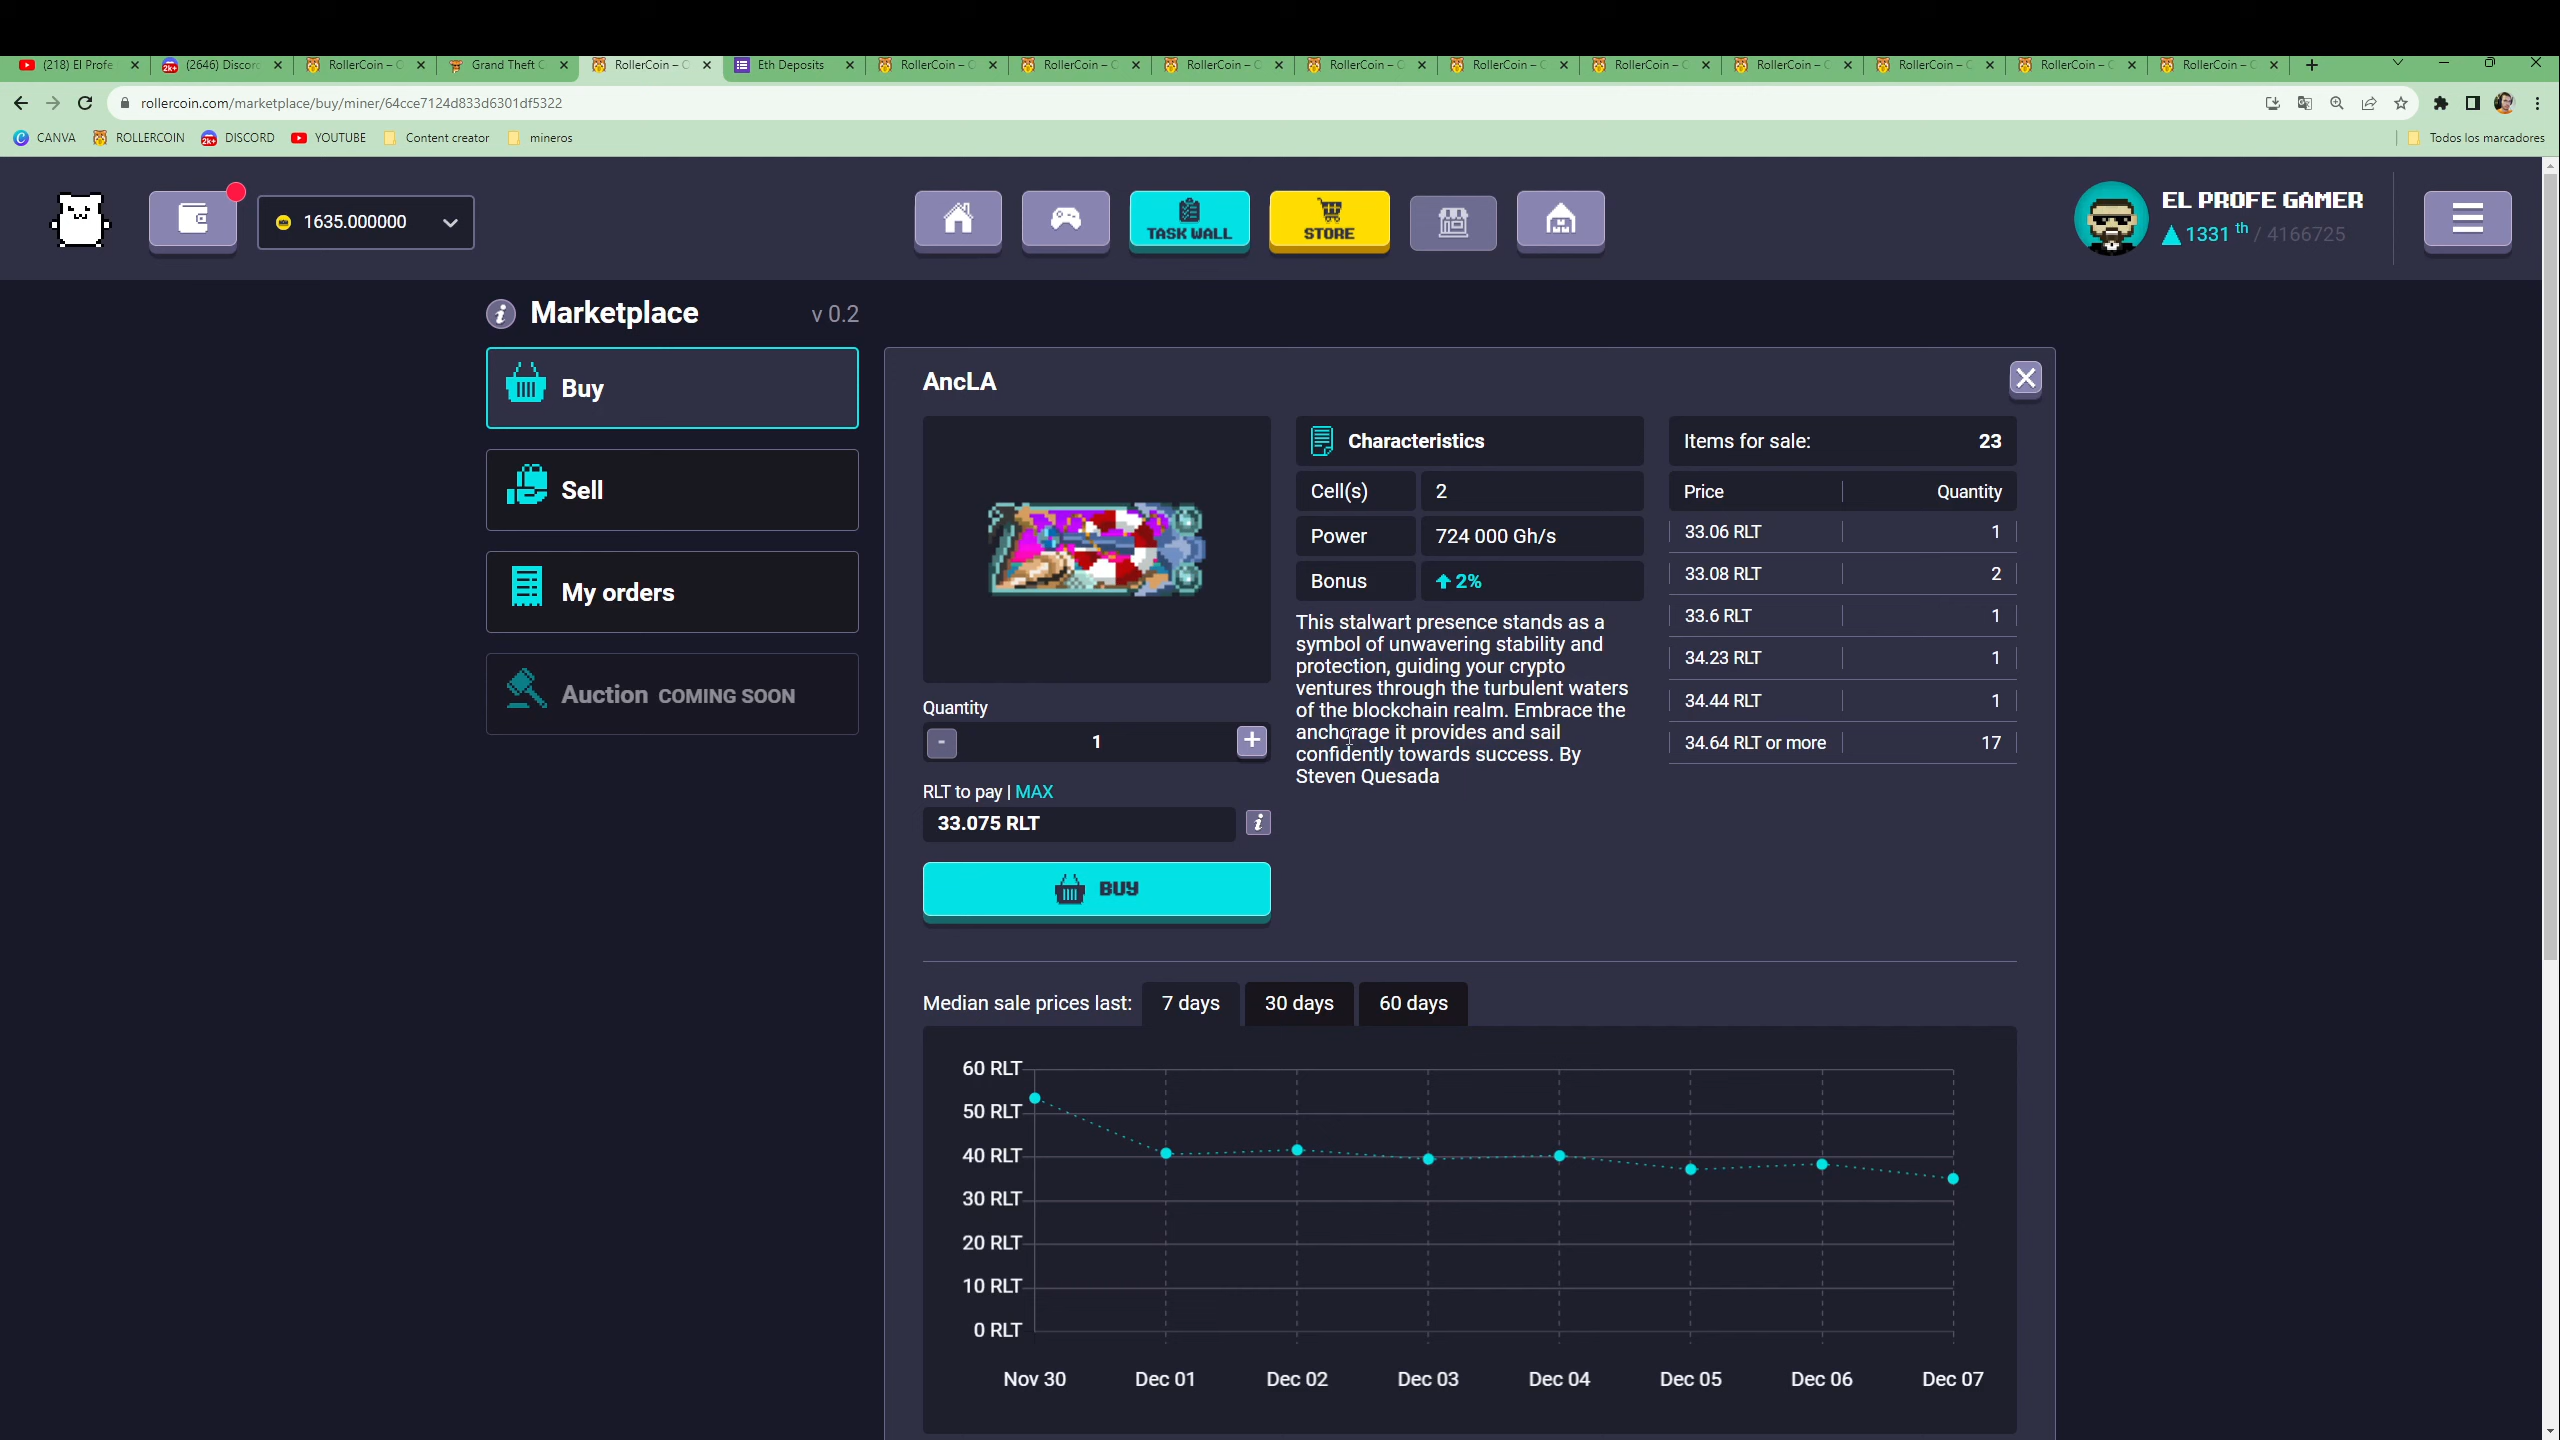 (218) El Profe
(2646) Discor
RollerCoin – C
Grand Theft C
RollerCoin – C
Eth Deposits
RollerCoin – C
RollerCoin – C
RollerCoin – C
RollerCoin – C
RollerCoin – C
RollerCoin – C
RollerCoin – C
RollerCoin – C
RollerCoin – C
RollerCoin – C
rollercoin.com/marketplace/buy/miner/64cce7124d833d6301df5322
CANVA
ROLLERCOIN
2K+
DISCORD
YOUTUBE
Content creator
mineros
Todos los marcadores
1635.000000
TASK WALL
STORE
EL PROFE GAMER
1331 th / 4166725
Marketplace
v 0.2
Buy
Sell
My orders
Auction COMING SOON
AncLA
Characteristics
Cell(s) 2
Power 724 000 Gh/s
Bonus 2%
This stalwart presence stands as a
symbol of unwavering stability and
protection, guiding your crypto
ventures through the turbulent waters
of the blockchain realm. Embrace the
anchorage it provides and sail
confidently towards success. By
Steven Quesada
Items for sale: 23
Price Quantity
33.06 RLT 1
33.08 RLT 2
33.6 RLT 1
34.23 RLT 1
34.44 RLT 1
34.64 RLT or more 17
Quantity
- 1 +
RLT to pay | MAX
33.075 RLT
BUY
Median sale prices last: 7 days 30 days 60 days
60 RLT
50 RLT
40 RLT
30 RLT
20 RLT
10 RLT
0 RLT
Nov 30 Dec 01 Dec 02 Dec 03 Dec 04 Dec 05 Dec 06 Dec 07